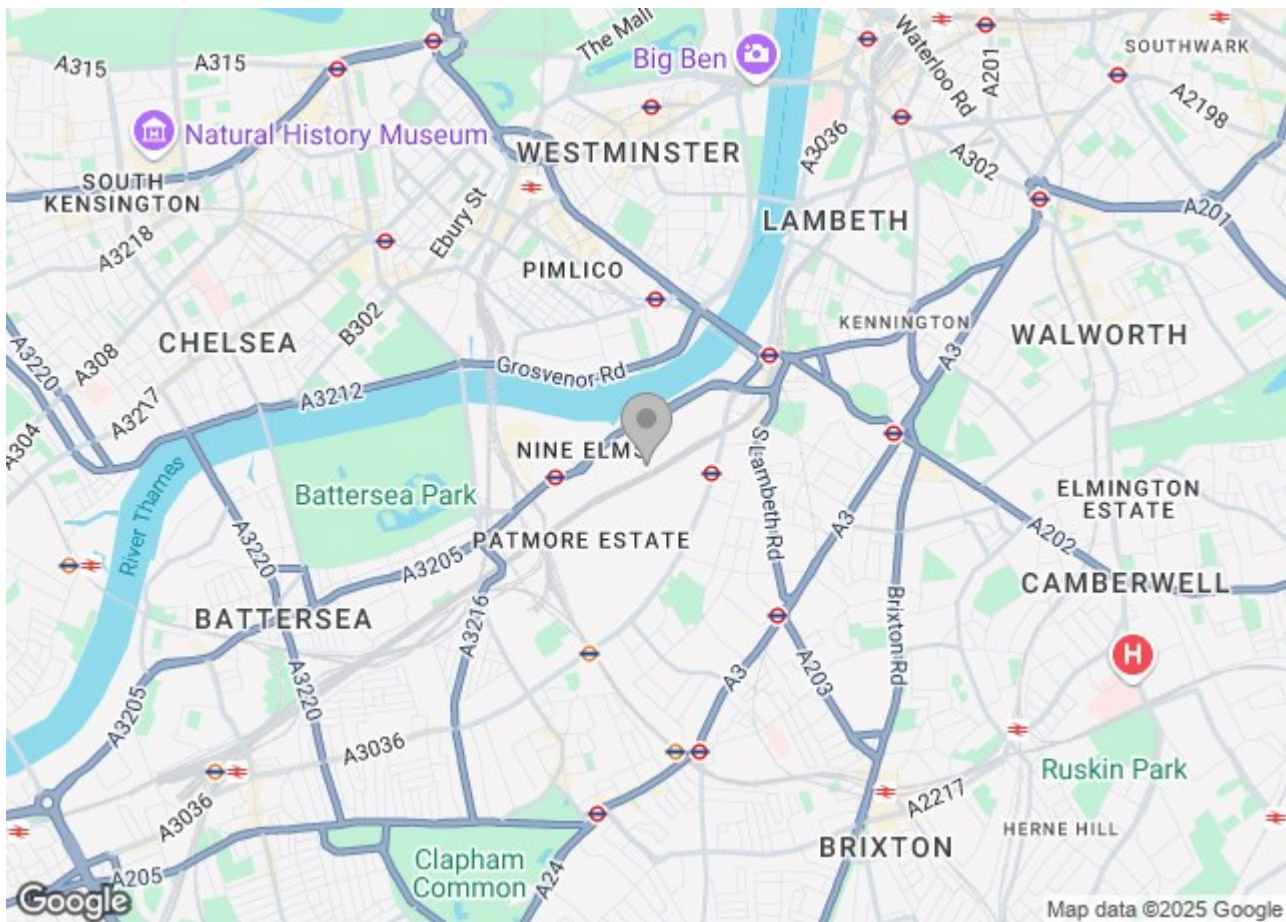 The Mall
Big Ben
Waterloo Rd
A201
SOUTHWARK
A315
A315
A2198
Natural History Museum
WESTMINSTER
A3036
A302
SOUTH
KENSINGTON
A201
Ebury St
LAMBETH
A3218
PIMLICO
B302
KENNINGTON
WALWORTH
CHELSEA
A3220
A308
A3
Grosvenor Rd
A3212
A3217
A304
NINE ELMS
S Lambeth Rd
Battersea Park
ELMINGTON
ESTATE
River Thames
A3220
PATMORE ESTATE
A3
A202
A3205
CAMBERWELL
BATTERSEA
A3216
Brixton Rd
H
A3220
A3
A203
A3205
A3036
Ruskin Park
A3036
A2217
HERNE HILL
BRIXTON
Clapham
Common
A205
A24
Google
Map data ©2025 Google